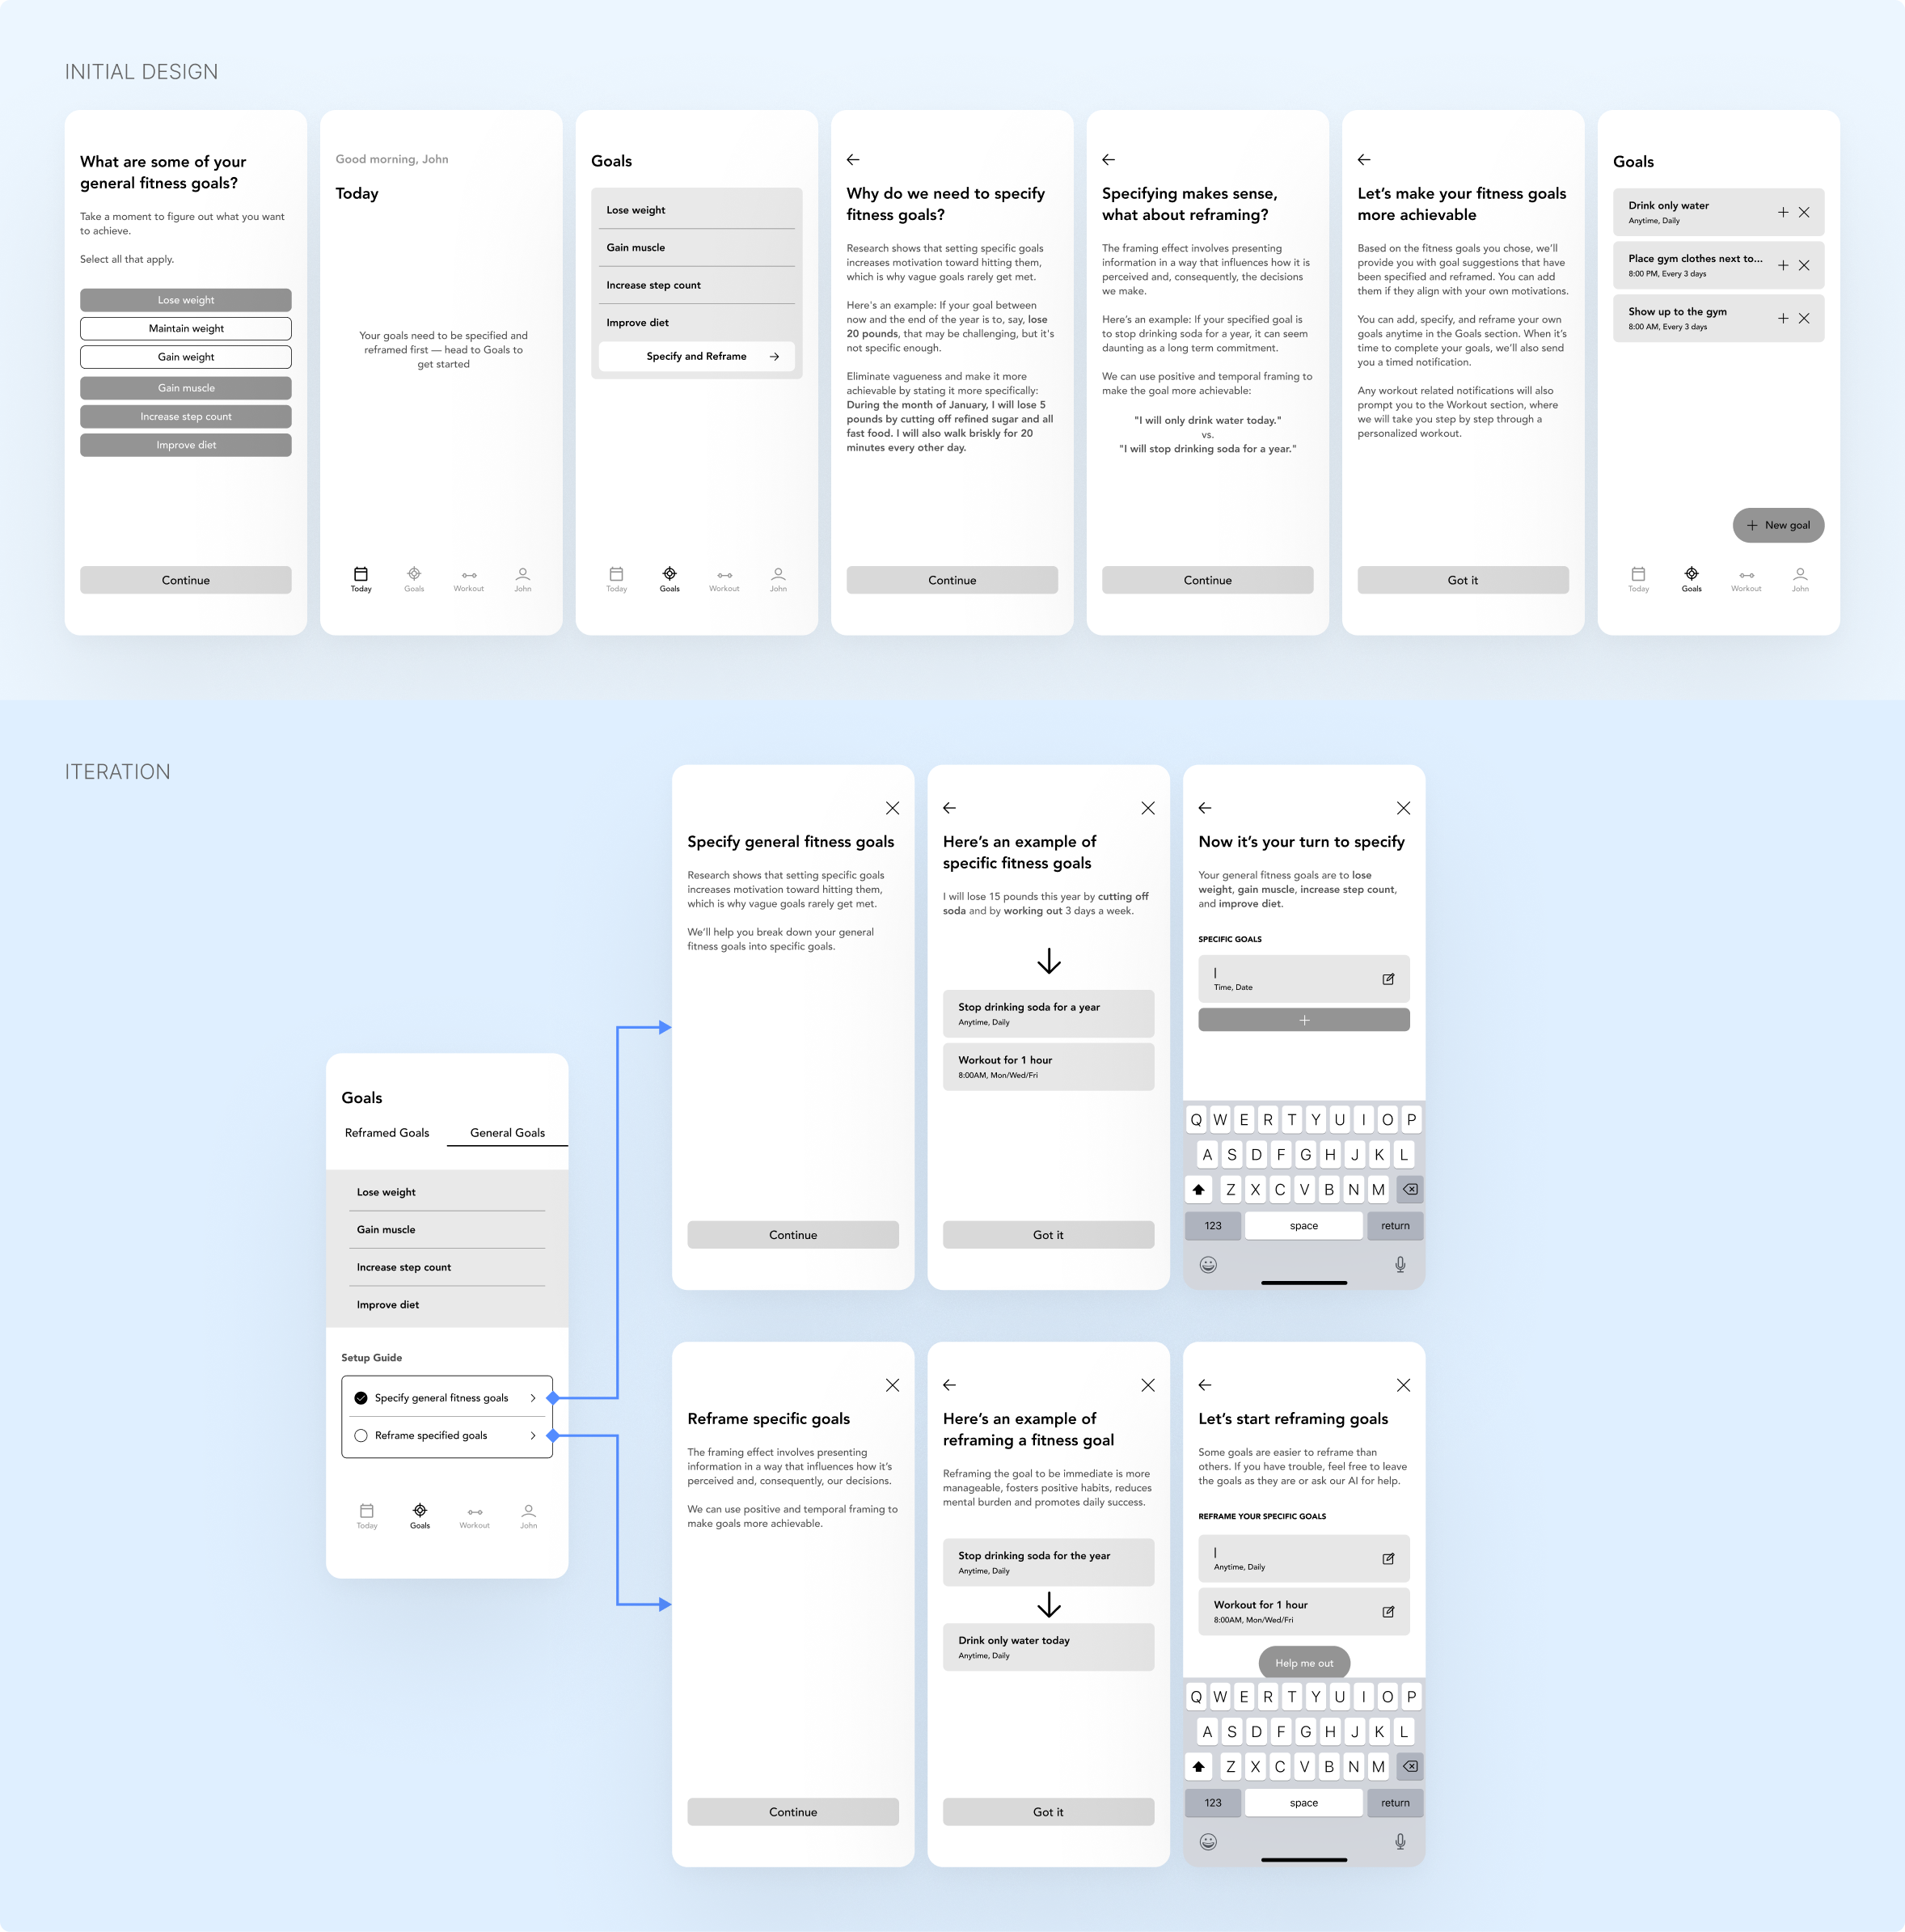 INITIAL DESIGN
What are some of your
general fitness goals?
Take a moment to figure out what you want
to achieve.
Select all that apply.
Lose weight
Maintain weight
Gain weight
Gain muscle
Increase step count
Improve diet
Continue
Good morning, John
Today
Your goals need to be specified and
reframed first — head to Goals to
get started
Today
Goals
Workout
John
Goals
Lose weight
Gain muscle
Increase step count
Improve diet
Specify and Reframe
Today
Goals
Workout
John
Why do we need to specify
fitness goals?
Research shows that setting specific goals
increases motivation toward hitting them,
which is why vague goals rarely get met.
Here's an example: If your goal between
now and the end of the year is to, say, lose
20 pounds, that may be challenging, but it's
not specific enough.
Eliminate vagueness and make it more
achievable by stating it more specifically:
During the month of January, I will lose 5
pounds by cutting off refined sugar and all
fast food. I will also walk briskly for 20
minutes every other day.
Continue
Specifying makes sense,
what about reframing?
The framing effect involves presenting
information in a way that influences how it is
perceived and, consequently, the decisions
we make.
Here's an example: If your specified goal is
to stop drinking soda for a year, it can seem
daunting as a long term commitment.
We can use positive and temporal framing to
make the goal more achievable:
"I will only drink water today."
vs.
"I will stop drinking soda for a year."
Continue
Let's make your fitness goals
more achievable
Based on the fitness goals you chose, we'll
provide you with goal suggestions that have
been specified and reframed. You can add
them if they align with your own motivations.
You can add, specify, and reframe your own
goals anytime in the Goals section. When it's
time to complete your goals, we'll also send
you a timed notification.
Any workout related notifications will also
prompt you to the Workout section, where
we will take you step by step through a
personalized workout.
Got it
Goals
Drink only water
Anytime, Daily
Place gym clothes next to...
8:00 PM, Every 3 days
Show up to the gym
8:00 AM, Every 3 days
New goal
Today
Goals
Workout
John
ITERATION
Goals
Reframed Goals
General Goals
Lose weight
Gain muscle
Increase step count
Improve diet
Setup Guide
Specify general fitness goals
Reframe specified goals
Today
Goals
Workout
John
Specify general fitness goals
Research shows that setting specific goals
increases motivation toward hitting them,
which is why vague goals rarely get met.
We'll help you break down your general
fitness goals into specific goals.
Continue
Here's an example of
specific fitness goals
I will lose 15 pounds this year by cutting off
soda and by working out 3 days a week.
Stop drinking soda for a year
Anytime, Daily
Workout for 1 hour
8:00AM, Mon/Wed/Fri
Got it
Now it's your turn to specify
Your general fitness goals are to lose
weight, gain muscle, increase step count,
and improve diet.
SPECIFIC GOALS
Time, Date
Q W E R T Y U I O P
A S D F G H J K L
Z X C V B N M
123 space return
Reframe specific goals
The framing effect involves presenting
information in a way that influences how it's
perceived and, consequently, our decisions.
We can use positive and temporal framing to
make goals more achievable.
Continue
Here's an example of
reframing a fitness goal
Reframing the goal to be immediate is more
manageable, fosters positive habits, reduces
mental burden and promotes daily success.
Stop drinking soda for the year
Anytime, Daily
Drink only water today
Anytime, Daily
Got it
Let's start reframing goals
Some goals are easier to reframe than
others. If you have trouble, feel free to leave
the goals as they are or ask our AI for help.
REFRAME YOUR SPECIFIC GOALS
Anytime, Daily
Workout for 1 hour
8:00AM, Mon/Wed/Fri
Help me out
Q W E R T Y U I O P
A S D F G H J K L
Z X C V B N M
123 space return